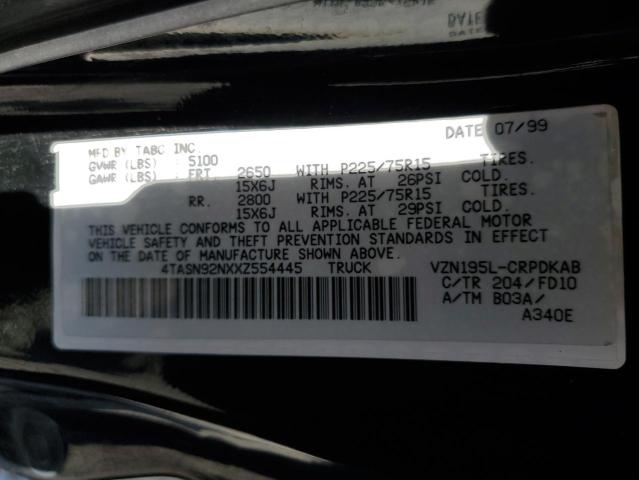 DATE
MFD BY TABC INC. DATE 07/99
GVWR (LBS) : 5100
GAWR (LBS) : FRT. 2650 WITH P225/75R15 TIRES.
15X6J RIMS. AT 26PSI COLD.
RR. 2800 WITH P225/75R15 TIRES.
15X6J RIMS. AT 29PSI COLD.
THIS VEHICLE CONFORMS TO ALL APPLICABLE FEDERAL MOTOR
VEHICLE SAFETY AND THEFT PREVENTION STANDARDS IN EFFECT
ON THE DATE OF MANUFACTURE SHOWN ABOVE.
4TASN92NXXZ554445 TRUCK VZN195L-CRPDKAB
C/TR 204/FD10
A/TM B03A/
A340E